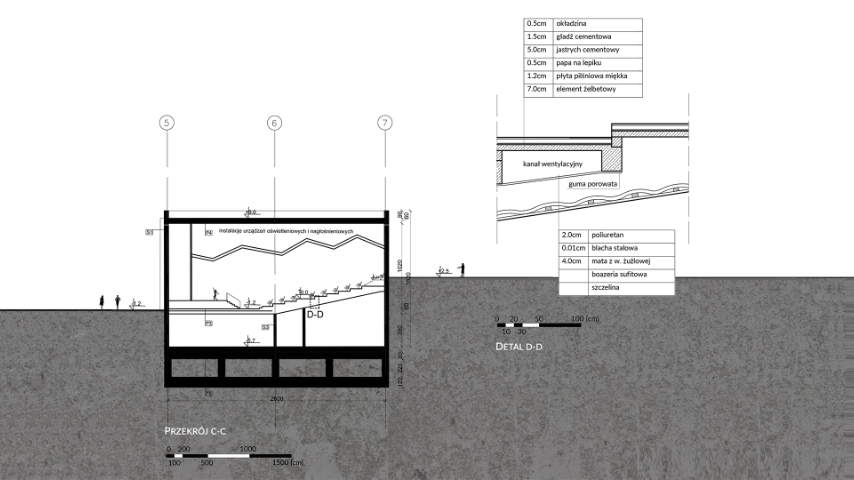 0.5cm okładzina
1.5cm gładź cementowa
5.0cm jastrych cementowy
0.5cm papa na lepiku
1.2cm płyta pilśniowa miękka
7.0cm element żelbetowy
5 6 7
kanał wentylacyjny
guma porowata
instalacje urządzeń oświetleniowych i nagłośnieniowych
2.0cm poliuretan
0.01cm blacha stalowa
4.0cm mata z w. żużlowej
boazeria sufitowa
szczelina
D-D
0 20 50 100 (cm)
10 30
DETAL D-D
2600
PRZEKRÓJ C-C
0 200 1000
100 500 1500 (cm)